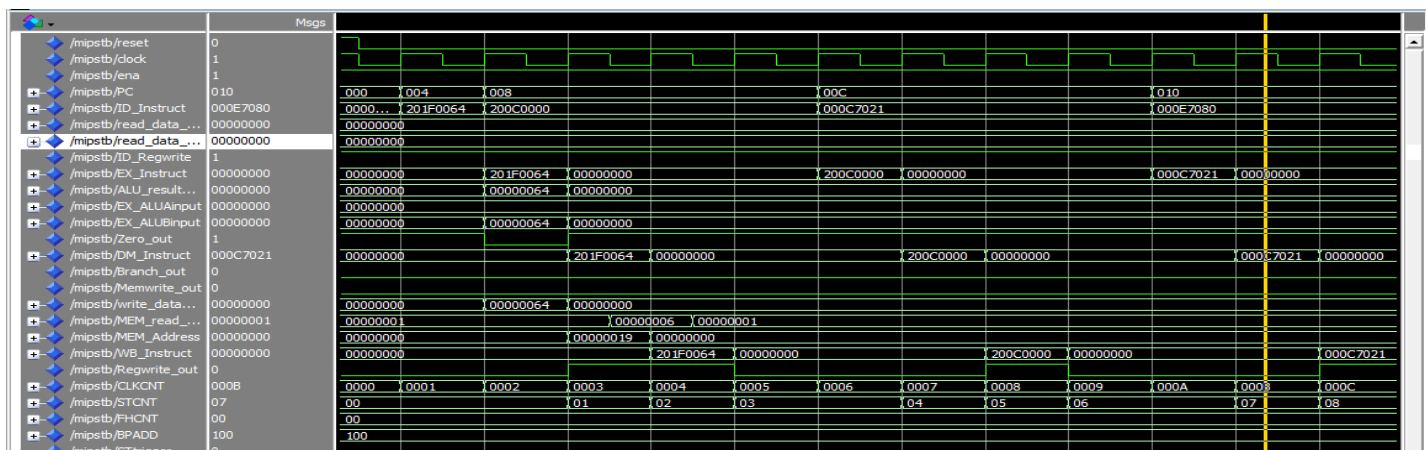 Msgs
/mipstb/reset 0
/mipstb/clock 1
/mipstb/ena 1
/mipstb/PC 010 000 004 008 00C 010
/mipstb/ID_Instruct 000E7080 0000... 201F0064 200C0000 000C7021 000E7080
/mipstb/read_data_... 00000000 00000000
/mipstb/read_data_... 00000000 00000000
/mipstb/ID_Regwrite 1
/mipstb/EX_Instruct 00000000 00000000 201F0064 00000000 200C0000 00000000 000C7021 00000000
/mipstb/ALU_result... 00000000 00000000 00000064 00000000
/mipstb/EX_ALUAinput 00000000 00000000
/mipstb/EX_ALUBinput 00000000 00000000 00000064 00000000
/mipstb/Zero_out 1
/mipstb/DM_Instruct 000C7021 00000000 201F0064 00000000 200C0000 00000000 000C7021 00000000
/mipstb/Branch_out 0
/mipstb/Memwrite_out 0
/mipstb/write_data... 00000000 00000000 00000064 00000000
/mipstb/MEM_read_... 00000001 00000001 00000006 00000001
/mipstb/MEM_Address 00000000 00000000 00000019 00000000
/mipstb/WB_Instruct 00000000 00000000 201F0064 00000000 200C0000 00000000 000C7021
/mipstb/Regwrite_out 0
/mipstb/CLKCNT 000B 0000 0001 0002 0003 0004 0005 0006 0007 0008 0009 000A 000B 000C
/mipstb/STCNT 07 00 01 02 03 04 05 06 07 08
/mipstb/FHCNT 00 00
/mipstb/BPADD 100 100